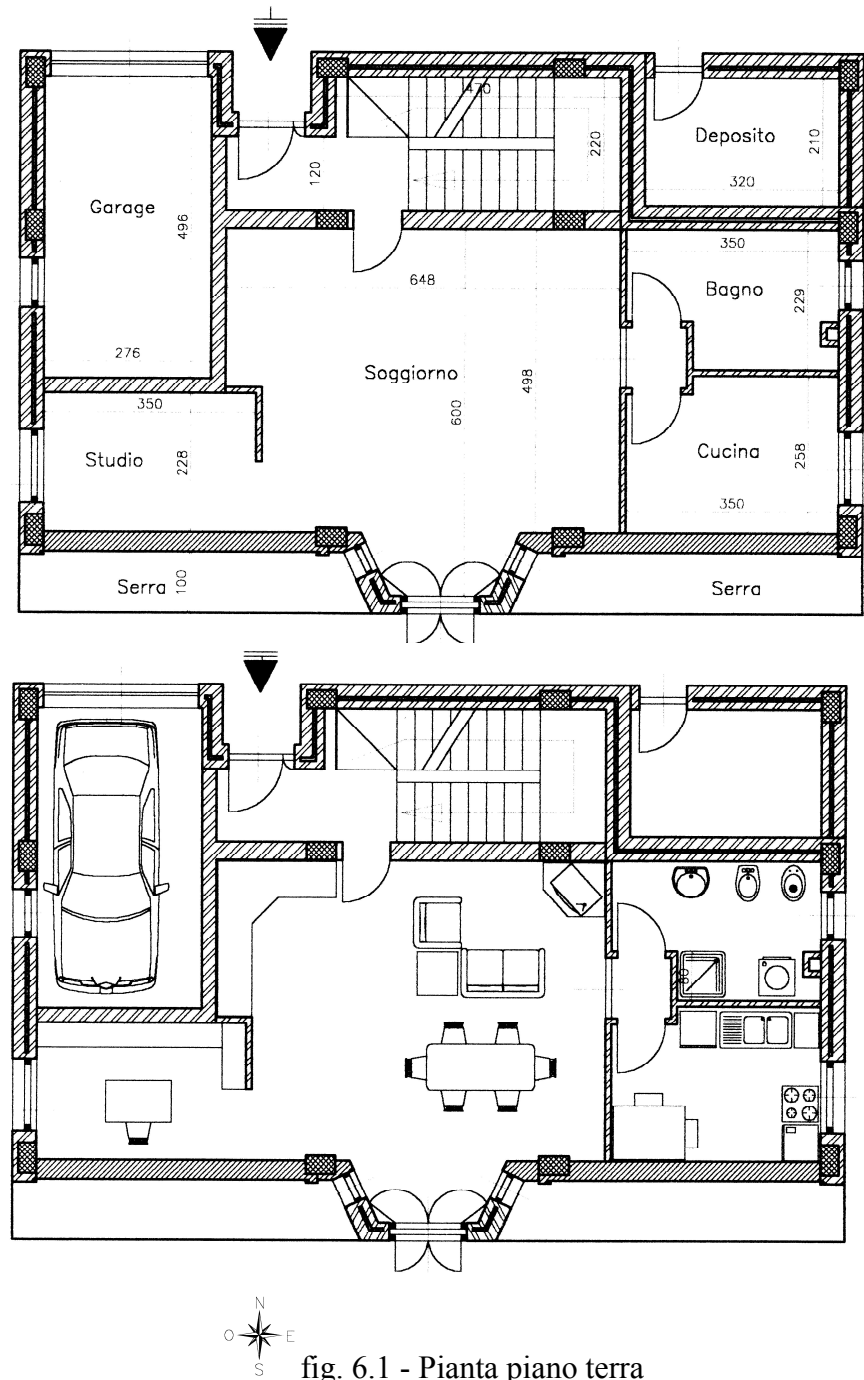 470
220
Deposito
210
320
120
Garage
496
350
648
Bagno
229
276
Soggiorno
498
600
350
Studio
228
Cucina
258
350
Serra
100
Serra
N
O
E
S
fig. 6.1 - Pianta piano terra